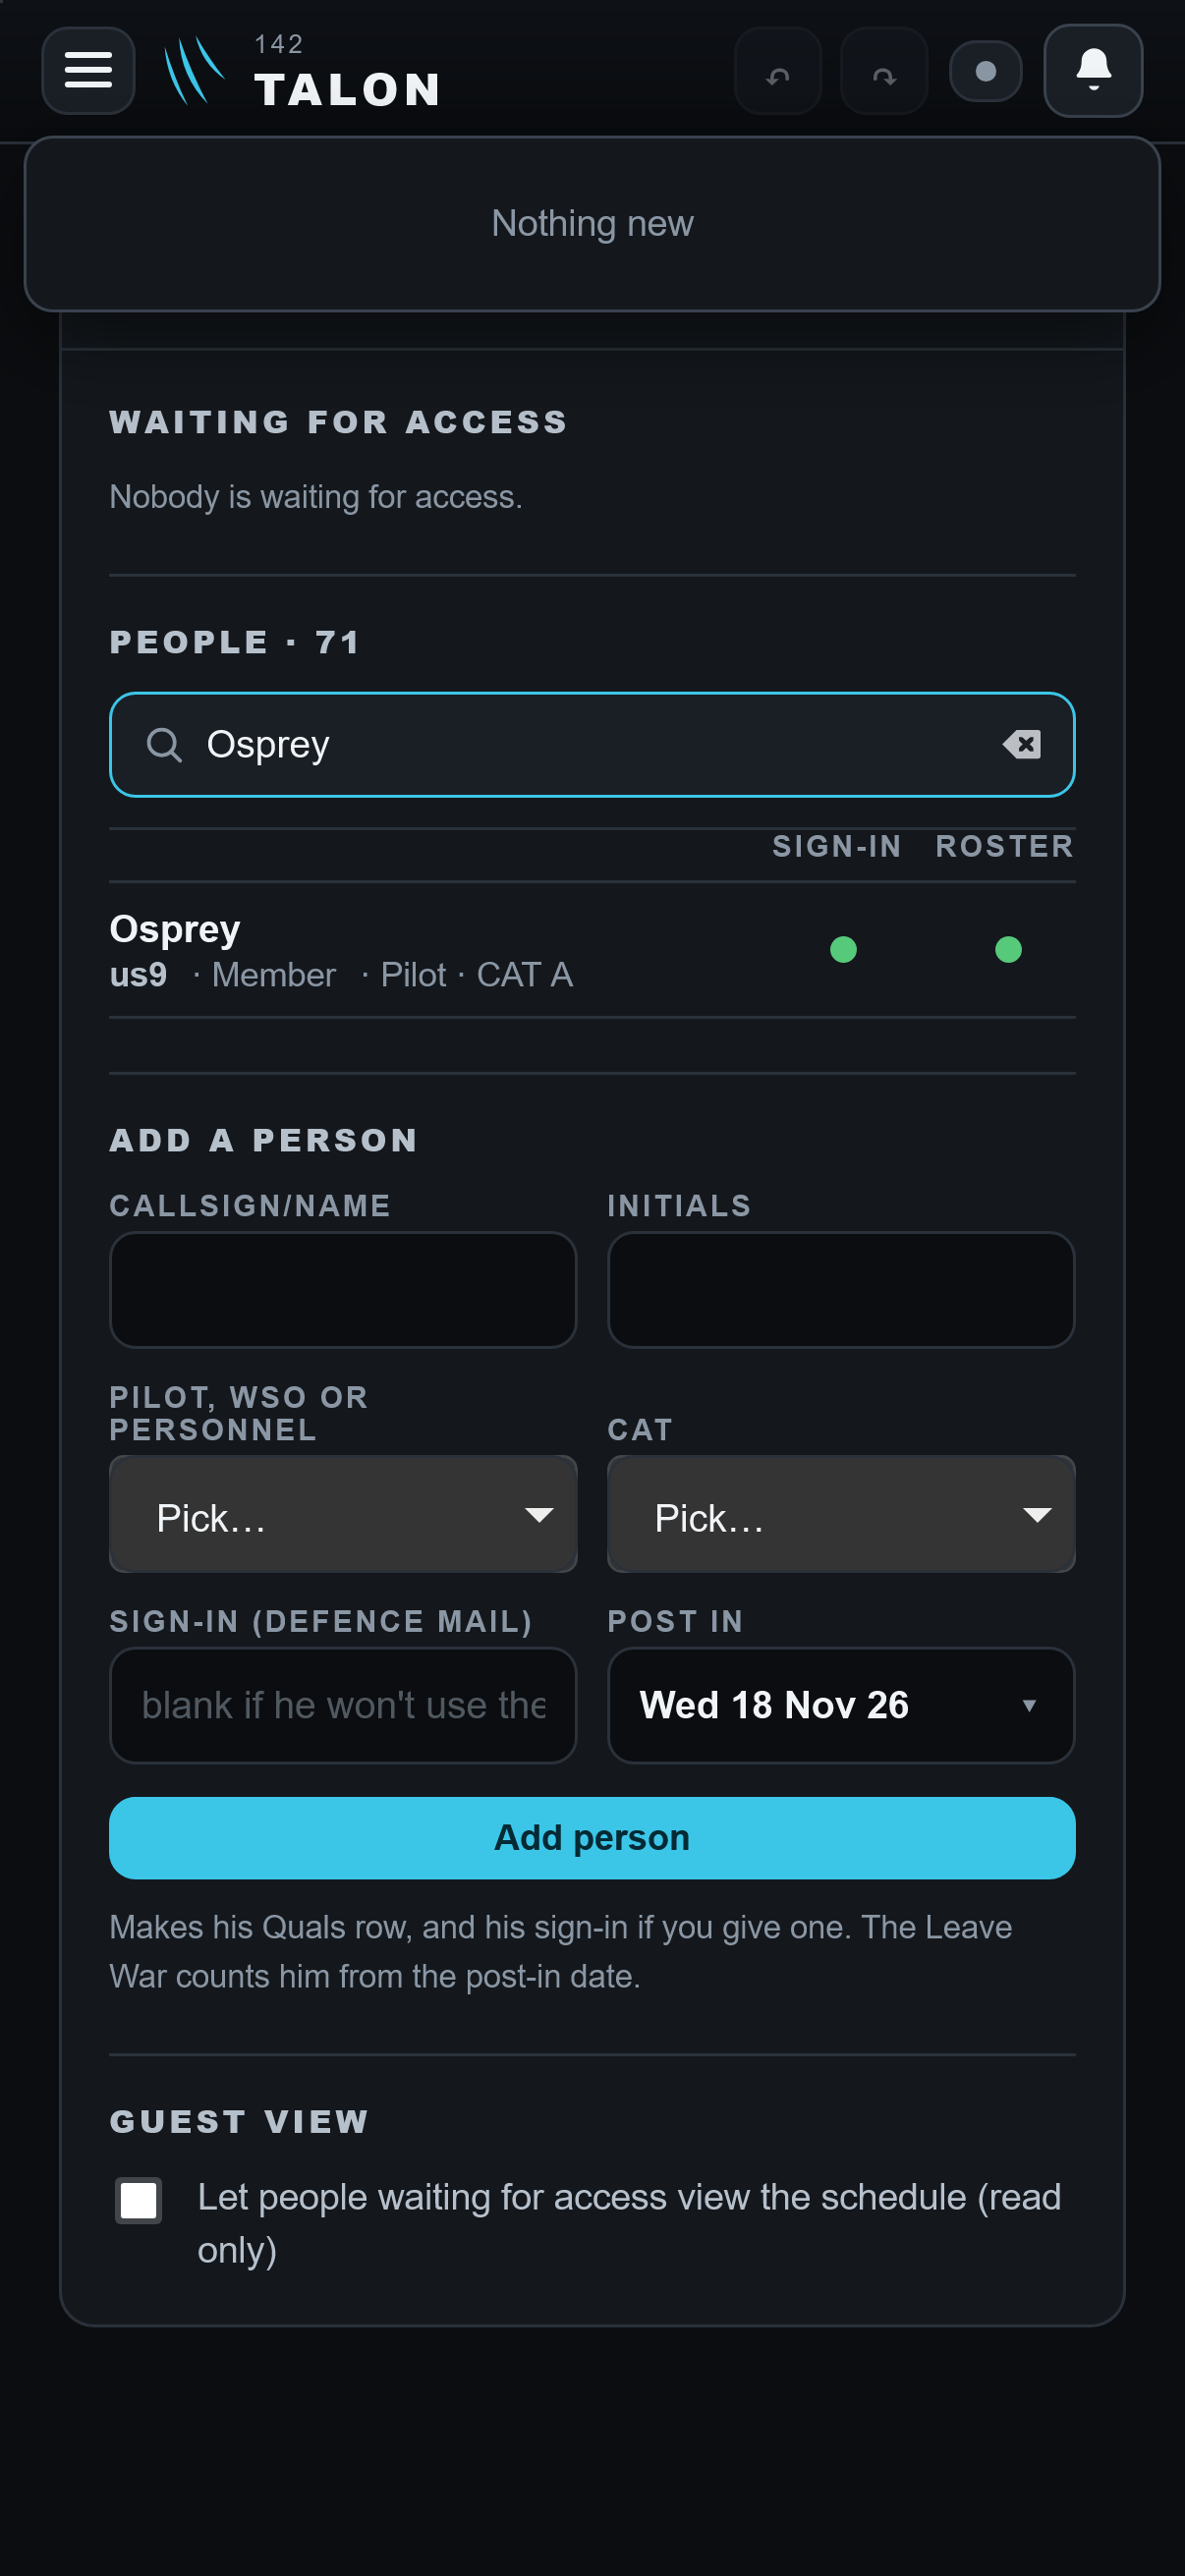 142
TALON
Nothing new
WAITING FOR ACCESS
Nobody is waiting for access.
PEOPLE · 71
Osprey
SIGN-IN ROSTER
Osprey
us9 · Member · Pilot · CAT A
ADD A PERSON
CALLSIGN/NAME INITIALS
PILOT, WSO OR
PERSONNEL CAT
Pick… Pick…
SIGN-IN (DEFENCE MAIL) POST IN
blank if he won't use the Wed 18 Nov 26
Add person
Makes his Quals row, and his sign-in if you give one. The Leave
War counts him from the post-in date.
GUEST VIEW
Let people waiting for access view the schedule (read
only)